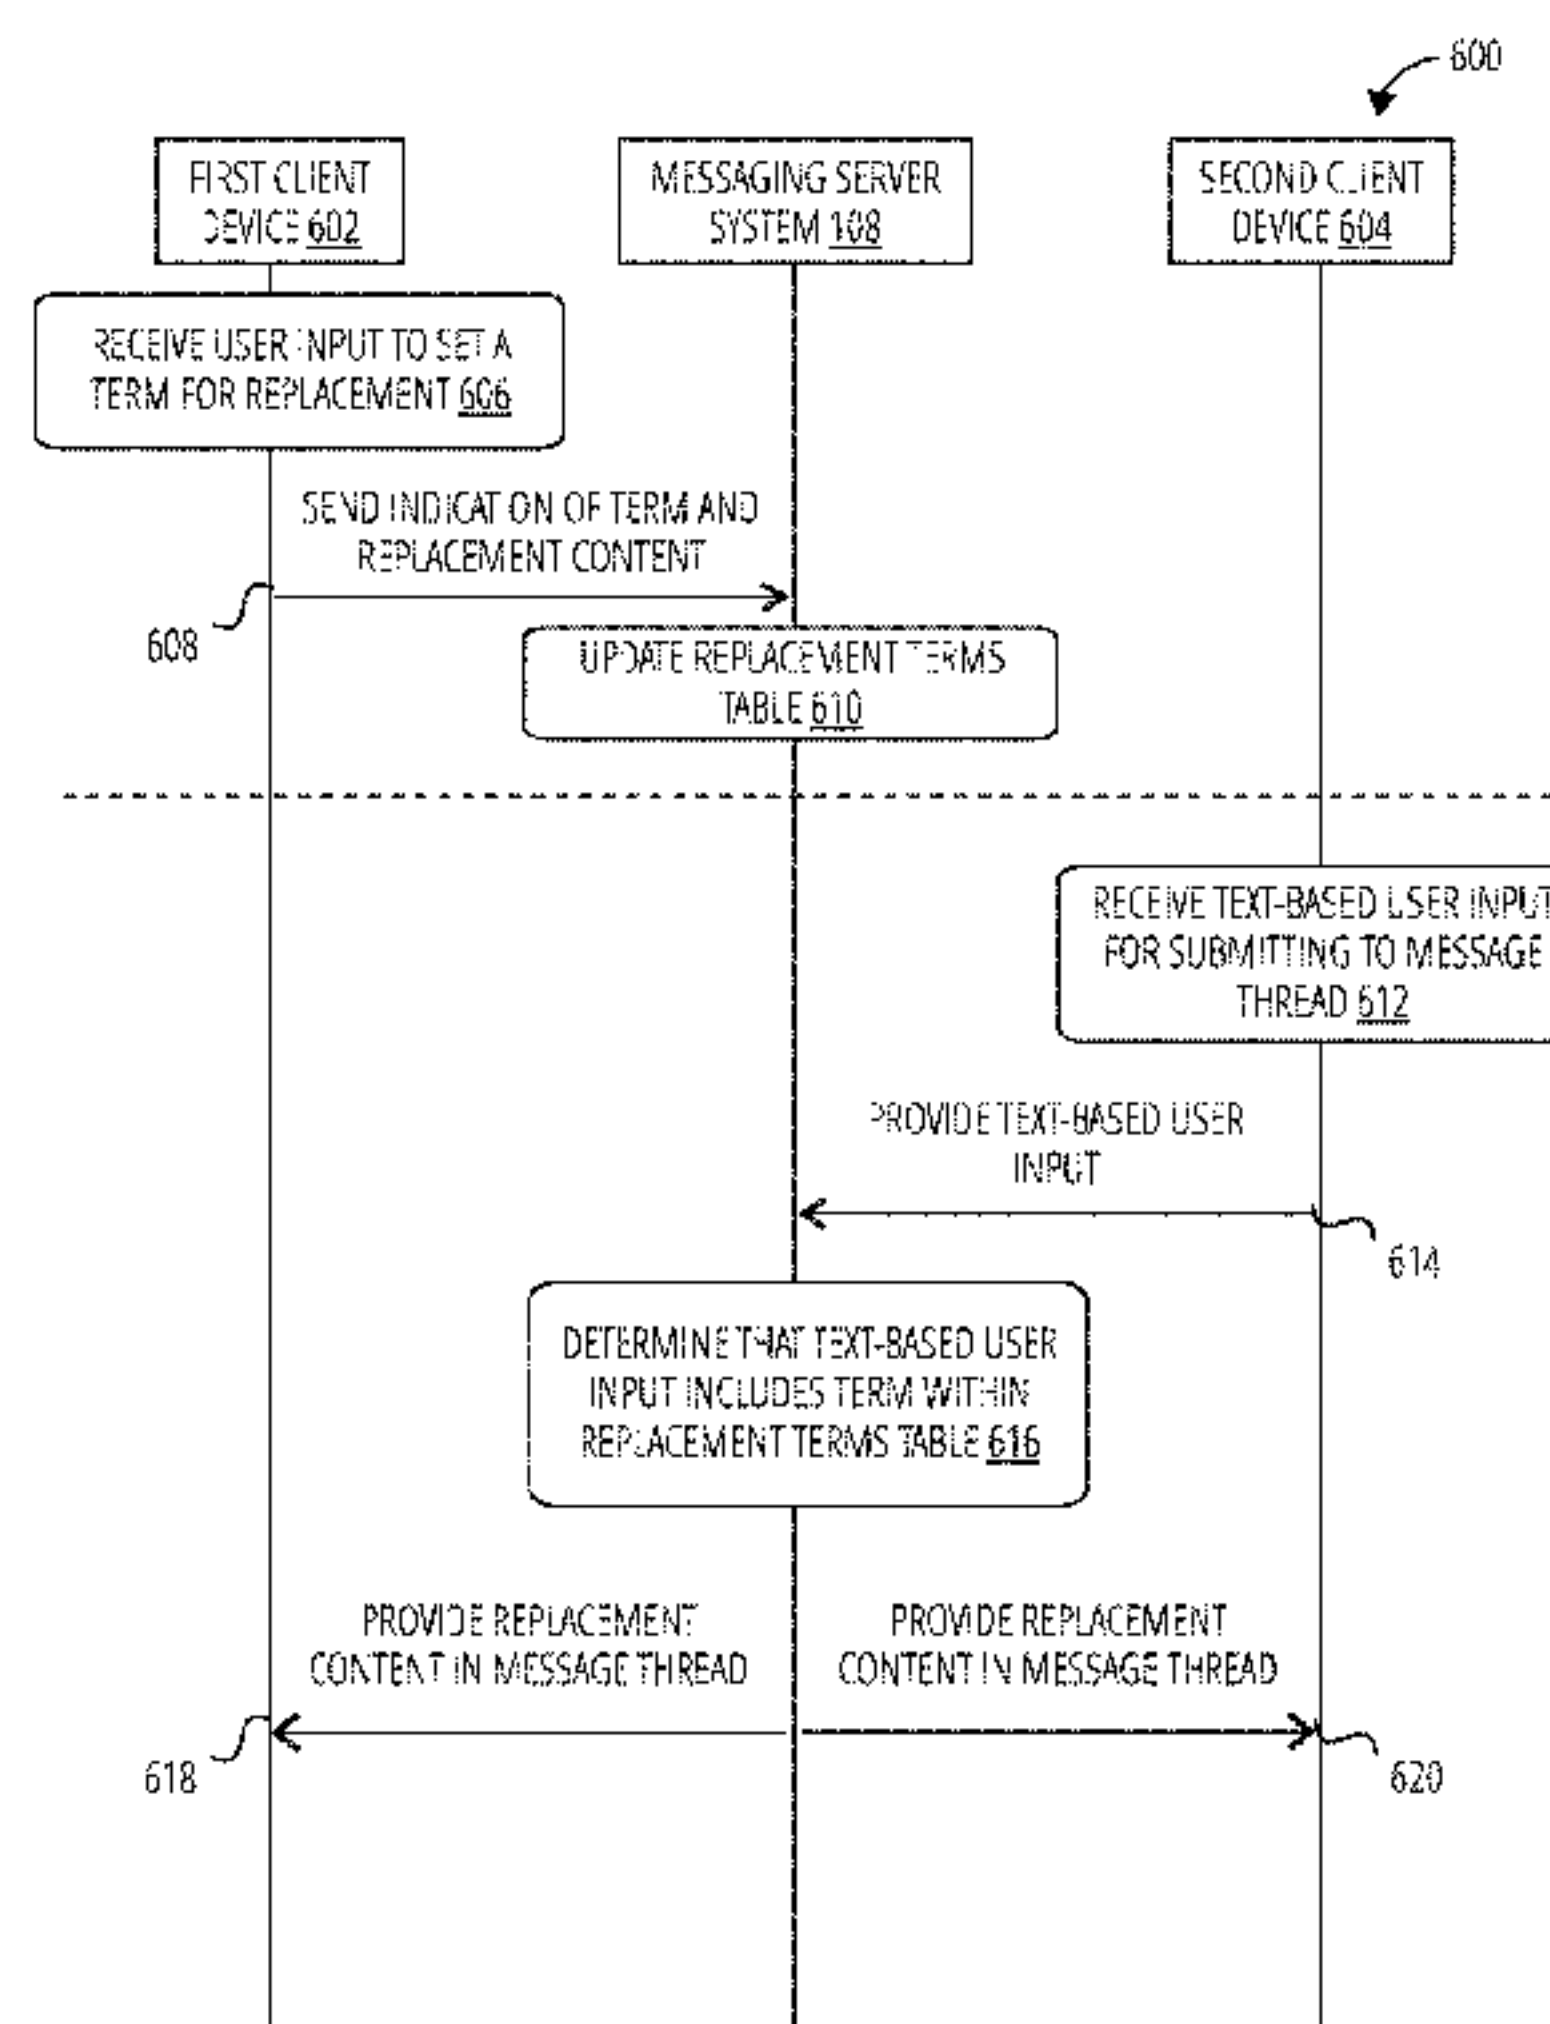 600
FIRST CLIENT
DEVICE 602
MESSAGING SERVER
SYSTEM 108
SECOND CLIENT
DEVICE 604
RECEIVE USER INPUT TO SET A
TERM FOR REPLACEMENT 606
SEND INDICATION OF TERM AND
REPLACEMENT CONTENT
608
UPDATE REPLACEMENT TERMS
TABLE 610
RECEIVE TEXT-BASED USER INPUT
FOR SUBMITTING TO MESSAGE
THREAD 612
PROVIDE TEXT-BASED USER
INPUT
614
DETERMINE THAT TEXT-BASED USER
INPUT INCLUDES TERM WITHIN
REPLACEMENT TERMS TABLE 616
PROVIDE REPLACEMENT
CONTENT IN MESSAGE THREAD
618
PROVIDE REPLACEMENT
CONTENT IN MESSAGE THREAD
620